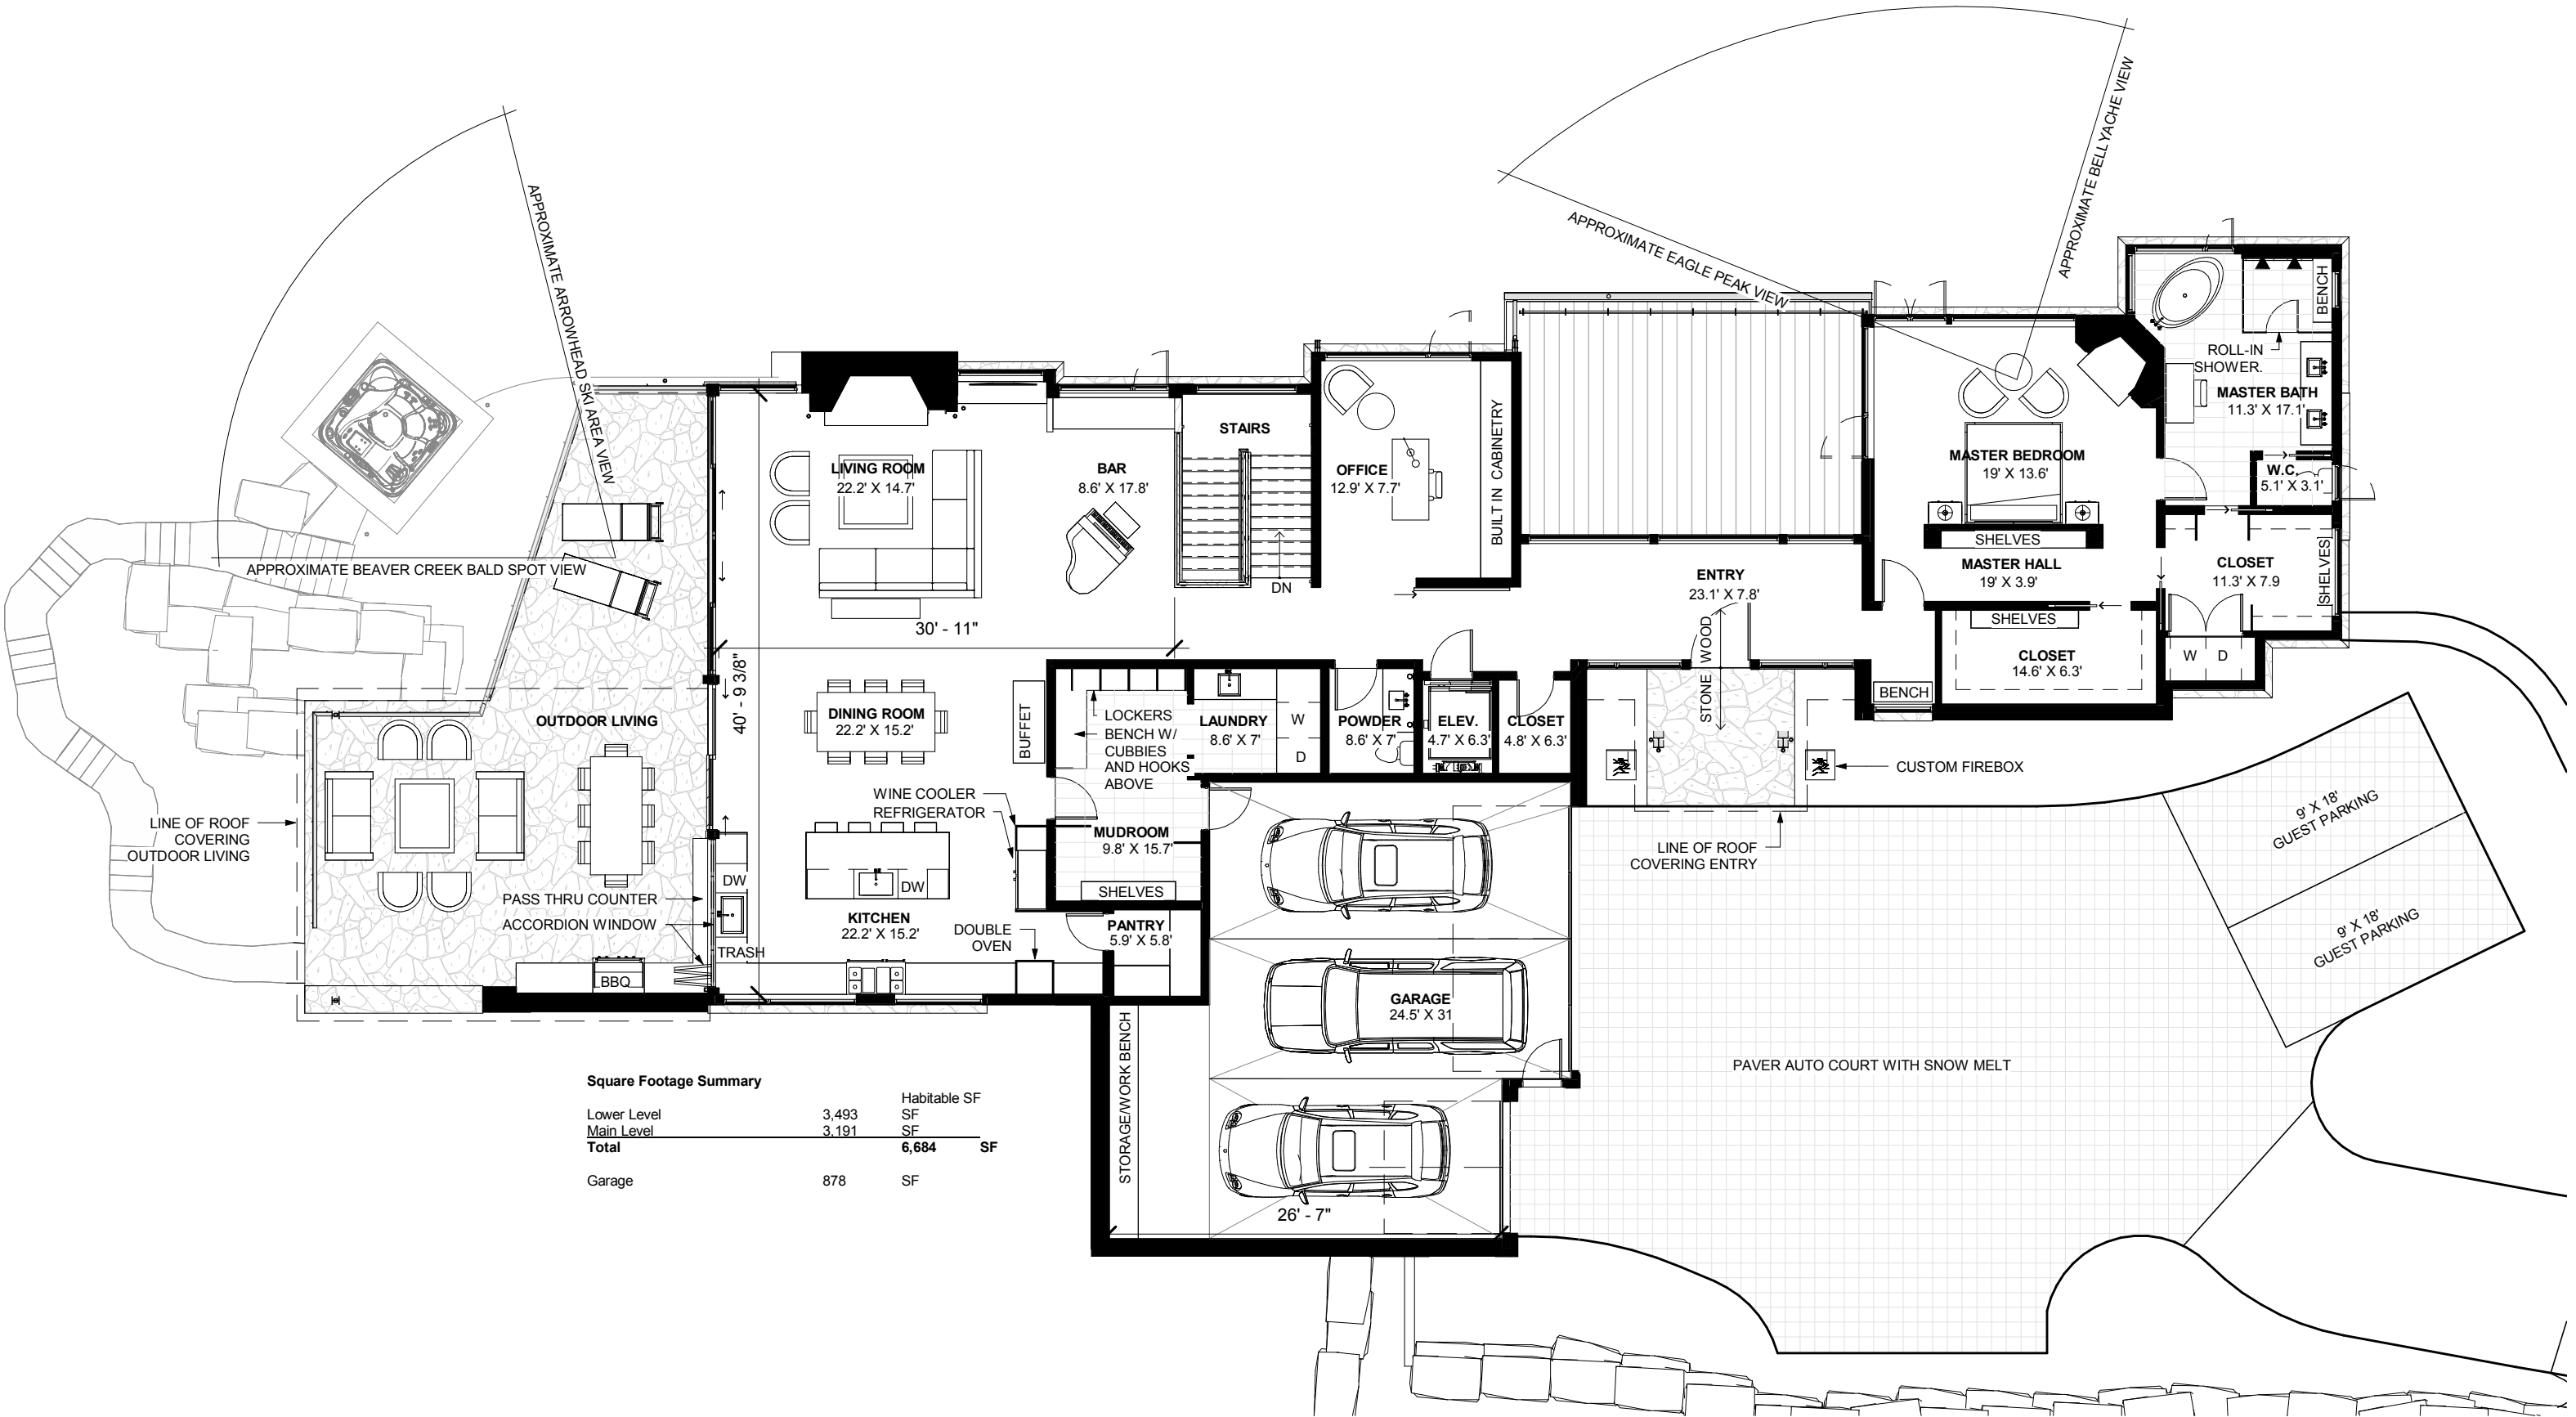 APPROXIMATE ARROWHEAD SKI AREA VIEW
APPROXIMATE BEAVER CREEK BALD SPOT VIEW
APPROXIMATE EAGLE PEAK VIEW
APPROXIMATE BELLYACHE VIEW
LIVING ROOM
22.2' X 14.7'
BAR
8.6' X 17.8'
STAIRS
DN
OFFICE
12.9' X 7.7'
BUILT IN CABINETRY
ENTRY
23.1' X 7.8'
STONE WOOD
MASTER BEDROOM
19' X 13.6'
SHELVES
MASTER HALL
19' X 3.9'
SHELVES
CLOSET
14.6' X 6.3'
BENCH
BENCH
ROLL-IN
SHOWER.
MASTER BATH
11.3' X 17.1'
W.C.
5.1' X 3.1'
CLOSET
11.3' X 7.9
SHELVES
W D
30' - 11"
40' - 9 3/8"
DINING ROOM
22.2' X 15.2'
BUFFET
LOCKERS
BENCH W/
CUBBIES
AND HOOKS
ABOVE
LAUNDRY
8.6' X 7'
W
D
POWDER
8.6' X 7'
ELEV.
4.7' X 6.3'
CLOSET
4.8' X 6.3'
CUSTOM FIREBOX
LINE OF ROOF
COVERING ENTRY
OUTDOOR LIVING
LINE OF ROOF
COVERING
OUTDOOR LIVING
WINE COOLER
REFRIGERATOR
MUDROOM
9.8' X 15.7'
SHELVES
PASS THRU COUNTER
ACCORDION WINDOW
DW
DW
TRASH
BBQ
KITCHEN
22.2' X 15.2'
DOUBLE
OVEN
PANTRY
5.9' X 5.8'
GARAGE
24.5' X 31
STORAGE/WORK BENCH
26' - 7"
9' X 18'
GUEST PARKING
9' X 18'
GUEST PARKING
PAVER AUTO COURT WITH SNOW MELT
Square Footage Summary
Habitable SF
Lower Level 3,493 SF
Main Level 3,191 SF
Total 6,684 SF
Garage 878 SF